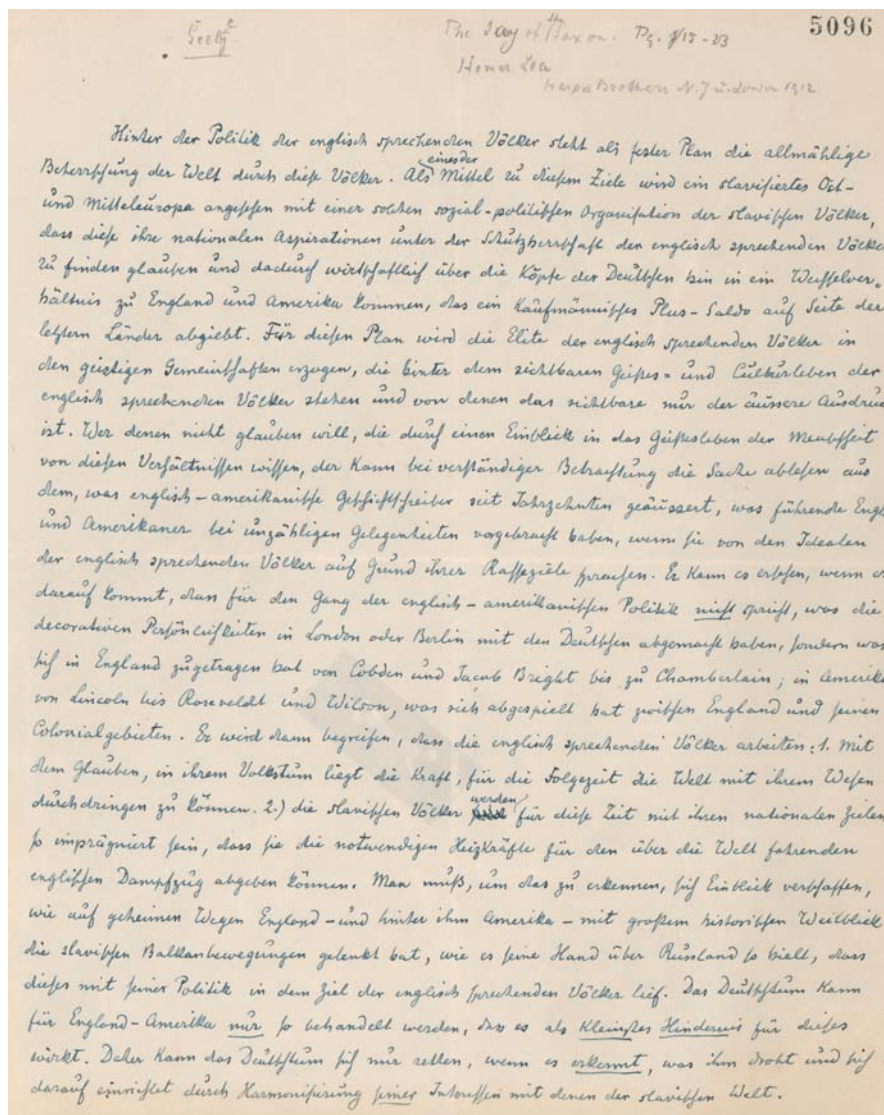 5096
Seely
The Day of the Saxon. Pg. 115-23
Homer Lea
Harper Brothers N.J u. London 1912
Hinter der Politik der englisch sprechenden Völker steht als fester Plan die allmählige
Beherrschung der Welt durch diese Völker. Als eines der Mittel zu diesem Ziele wird ein slavisiertes Ost-
und Mitteleuropa angesehen mit einer solchen sozial-politischen Organisation der slavischen Völker,
dass diese ihre nationalen Aspirationen unter der Schutzherrschaft der englisch sprechenden Völker
zu finden glauben und dadurch wirtschaftlich über die Köpfe der Deutschen hin in ein Wechselver-
hältnis zu England und Amerika kommen, das ein kaufmännisches Plus-Saldo auf Seite der
letztern Länder abgiebt. Für diesen Plan wird die Elite der englisch sprechenden Völker in
den geistigen Gemeinschaften erzogen, die hinter dem sichtbaren Geistes- und Culturleben der
englisch sprechenden Völker stehen und von denen das sichtbare nur der äussere Ausdruck
ist. Wer denen nicht glauben will, die durch einen Einblick in das Geistesleben der Menschheit
von diesen Verhältnissen wissen, der kann bei verständiger Betrachtung die Sache ablesen aus
dem, was englisch-amerikanische Geschichtschreiber seit Jahrzehnten geäussert, was führende Engl
und Amerikaner bei unzähligen Gelegenheiten vorgebracht haben, wenn sie von den Idealen
der englisch sprechenden Völker auf Grund ihrer Rasseziele sprachen. Er kann es ersehen, wenn er
darauf kommt, dass für den Gang der englisch-amerikanischen Politik nicht spricht, was die
decorativen Persönlichkeiten in London oder Berlin mit den Deutschen abgemacht haben, sondern was
sich in England zugetragen hat von Cobden und Jacob Bright bis zu Chamberlain; in Amerika
von Lincoln bis Roseveldt und Wilson, was sich abgespielt hat zwischen England und seinen
Colonialgebieten. Er wird dann begreifen, dass die englisch sprechenden Völker arbeiten: 1. Mit
dem Glauben, in ihrem Volkstum liegt die Kraft, für die Folgezeit die Welt mit ihrem Wesen
durchdringen zu können. 2.) die slavischen Völker werden für diese Zeit mit ihren nationalen Zielen
so imprägniert sein, dass sie die notwendigen Heizkräfte für den über die Welt fahrenden
englischen Dampfzug abgeben können. Man muß, um das zu erkennen, sich Einblick verschaffen,
wie auf geheimen Wegen England - und hinter ihm Amerika - mit großem historischen Weitblick
die slavischen Balkanbewegungen gelenkt hat, wie es seine Hand über Russland so hielt, dass
dieses mit seiner Politik in dem Ziel der englisch sprechenden Völker lief. Das Deutschtum kann
für England-Amerika nur so behandelt werden, das es als kleinstes Hindernis für dieses
wirkt. Daher kann das Deutschtum sich nur retten, wenn es erkennt, was ihm droht und sich
darauf einrichtet durch Harmonisierung seiner Interessen mit denen der slavischen Welt.